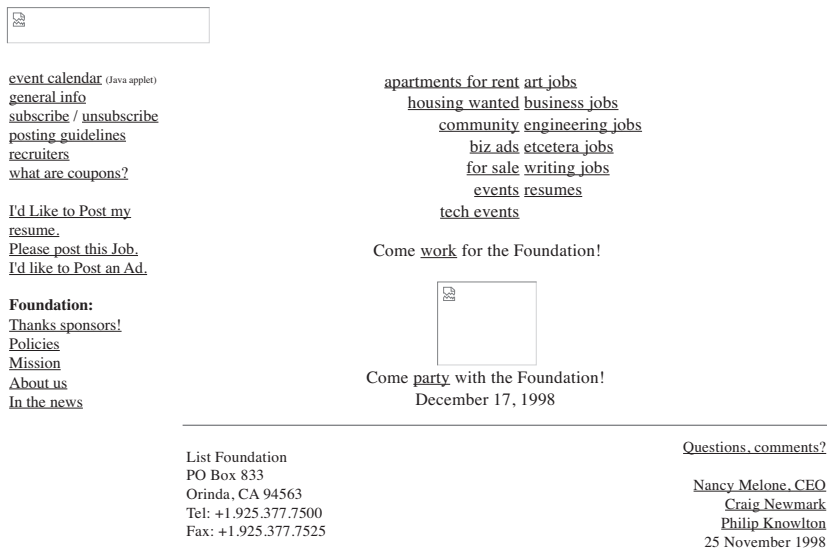 event calendar (Java applet)
general info
subscribe / unsubscribe
posting guidelines
recruiters
what are coupons?
I'd Like to Post my
resume.
Please post this Job.
I'd like to Post an Ad.
Foundation:
Thanks sponsors!
Policies
Mission
About us
In the news
apartments for rent art jobs
housing wanted business jobs
community engineering jobs
biz ads etcetera jobs
for sale writing jobs
events resumes
tech events
Come work for the Foundation!
Come party with the Foundation!
December 17, 1998
List Foundation
PO Box 833
Orinda, CA 94563
Tel: +1.925.377.7500
Fax: +1.925.377.7525
Questions, comments?
Nancy Melone, CEO
Craig Newmark
Philip Knowlton
25 November 1998